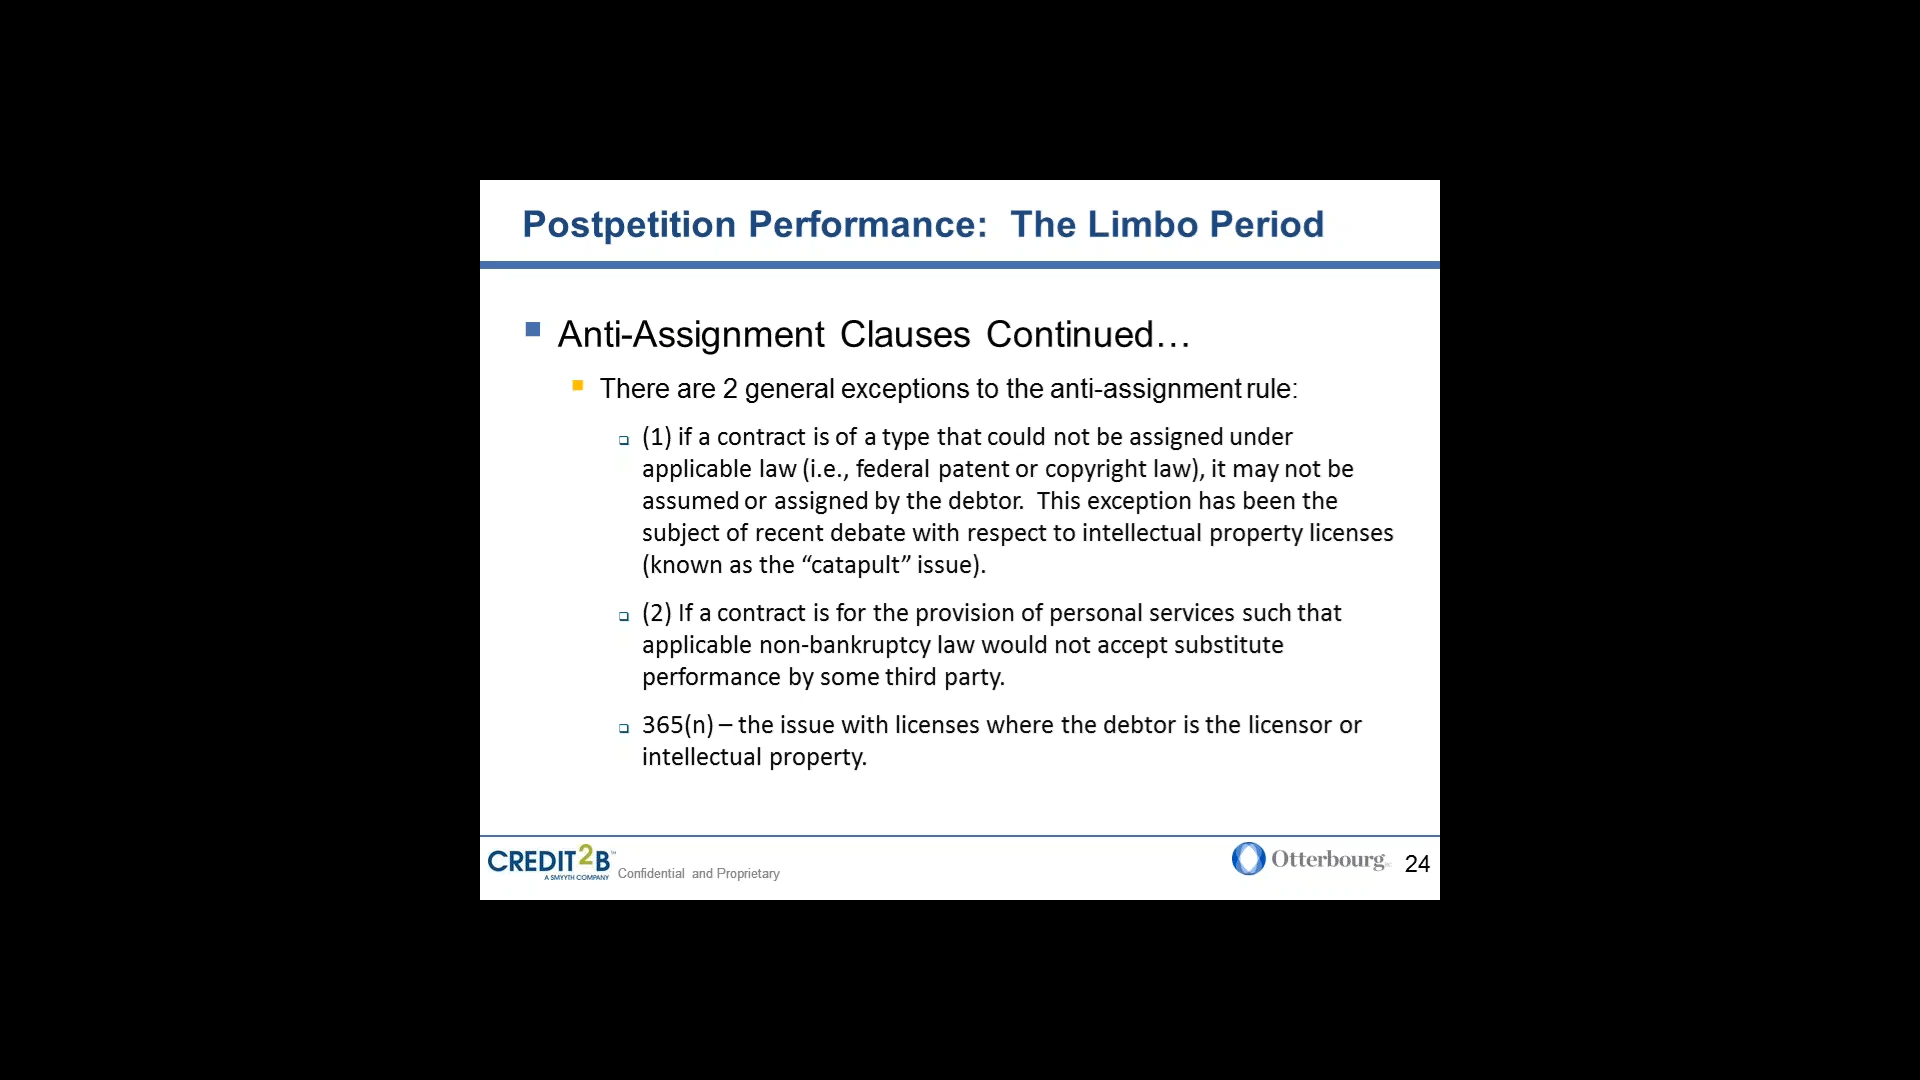 Postpetition Performance: The Limbo Period
Anti-Assignment Clauses Continued…
There are 2 general exceptions to the anti-assignment rule:
(1) if a contract is of a type that could not be assigned under
applicable law (i.e., federal patent or copyright law), it may not be
assumed or assigned by the debtor. This exception has been the
subject of recent debate with respect to intellectual property licenses
(known as the “catapult” issue).
(2) If a contract is for the provision of personal services such that
applicable non-bankruptcy law would not accept substitute
performance by some third party.
365(n) – the issue with licenses where the debtor is the licensor or
intellectual property.
CREDIT2B™
A SMYYTH COMPANY
Confidential and Proprietary
Otterbourg
24